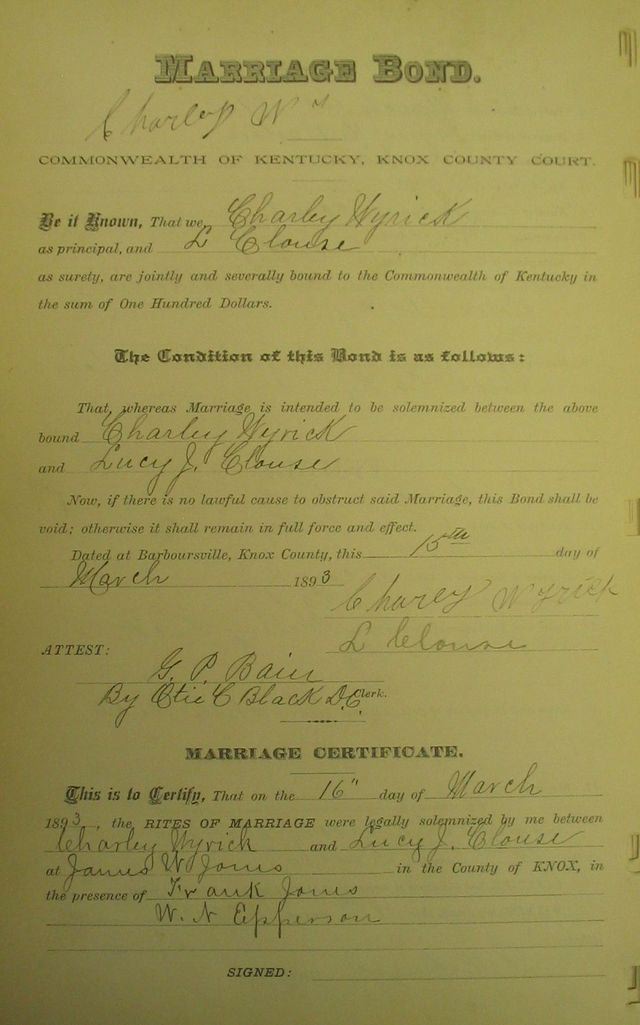 MARRIAGE BOND.
Charley W
COMMONWEALTH OF KENTUCKY, KNOX COUNTY COURT.
Be it Known, That we, Charley Wyrick
as principal, and L Clouse
as surety, are jointly and severally bound to the Commonwealth of Kentucky in
the sum of One Hundred Dollars.
The Condition of this Bond is as follows:
That, whereas Marriage is intended to be solemnized between the above
bound Charley Wyrick
and Lucy J. Clouse
Now, if there is no lawful cause to obstruct said Marriage, this Bond shall be
void; otherwise it shall remain in full force and effect.
Dated at Barboursville, Knox County, this 15th day of
March 1893
Charley Wyrick
L Clouse
ATTEST:
G. P. Bain
By Otie C Black D.C. Clerk.
MARRIAGE CERTIFICATE.
This is to Certify, That on the 16" day of March
1893, the RITES OF MARRIAGE were legally solemnized by me between
Charley Wyrick and Lucy J. Clouse
at James W Jones in the County of KNOX, in
the presence of Frank Jones
W. N Epperson
SIGNED: